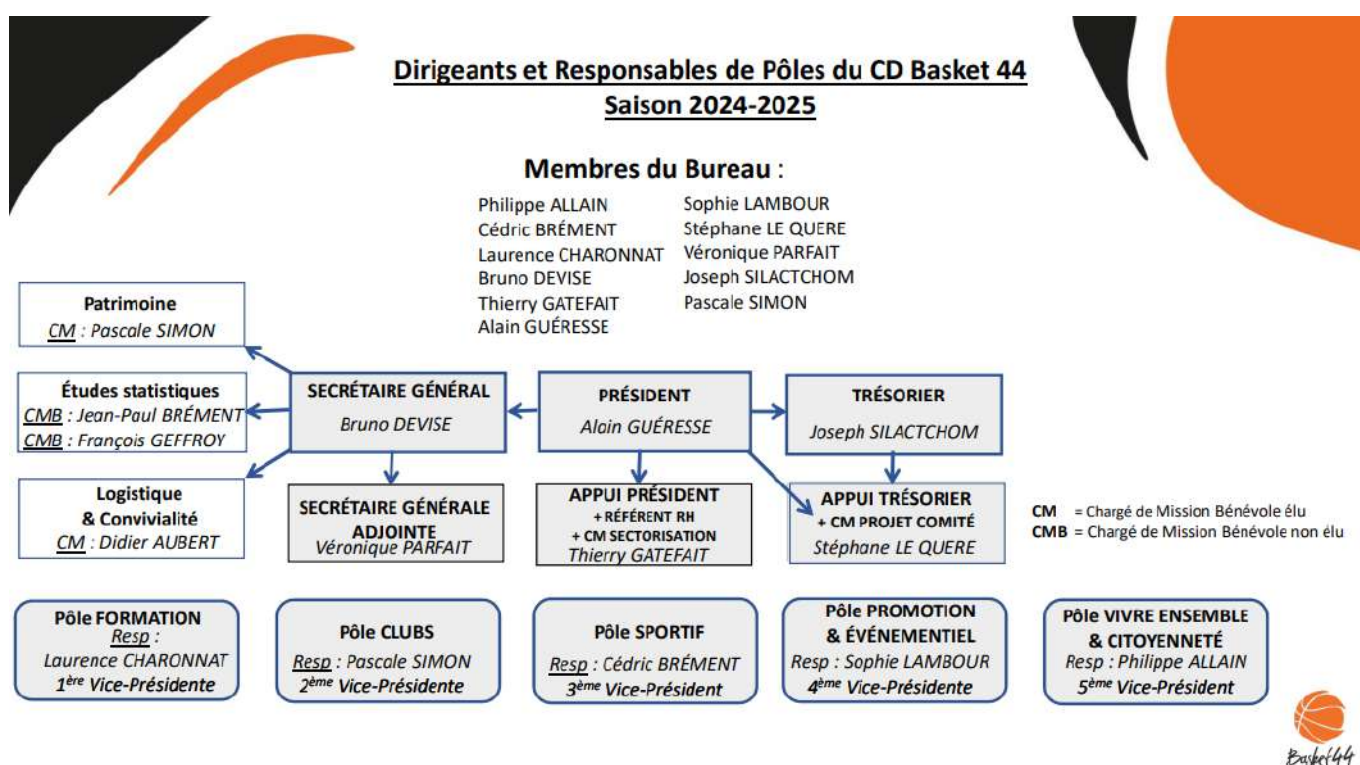 Dirigeants et Responsables de Pôles du CD Basket 44
Saison 2024-2025
Membres du Bureau :
Philippe ALLAIN
Cédric BRÉMENT
Laurence CHARONNAT
Bruno DEVISE
Thierry GATEFAIT
Alain GUÉRESSE
Sophie LAMBOUR
Stéphane LE QUERE
Véronique PARFAIT
Joseph SILACTCHOM
Pascale SIMON
Patrimoine
CM : Pascale SIMON
Études statistiques
CMB : Jean-Paul BRÉMENT
CMB : François GEFFROY
Logistique
& Convivialité
CM : Didier AUBERT
SECRÉTAIRE GÉNÉRAL
Bruno DEVISE
PRÉSIDENT
Alain GUÉRESSE
TRÉSORIER
Joseph SILACTCHOM
SECRÉTAIRE GÉNÉRALE
ADJOINTE
Véronique PARFAIT
APPUI PRÉSIDENT
+ RÉFÉRENT RH
+ CM SECTORISATION
Thierry GATEFAIT
APPUI TRÉSORIER
+ CM PROJET COMITÉ
Stéphane LE QUERE
CM = Chargé de Mission Bénévole élu
CMB = Chargé de Mission Bénévole non élu
Pôle FORMATION
Resp :
Laurence CHARONNAT
1ère Vice-Présidente
Pôle CLUBS
Resp : Pascale SIMON
2ème Vice-Présidente
Pôle SPORTIF
Resp : Cédric BRÉMENT
3ème Vice-Président
Pôle PROMOTION
& ÉVÉNEMENTIEL
Resp : Sophie LAMBOUR
4ème Vice-Présidente
Pôle VIVRE ENSEMBLE
& CITOYENNETÉ
Resp : Philippe ALLAIN
5ème Vice-Président
Basket44